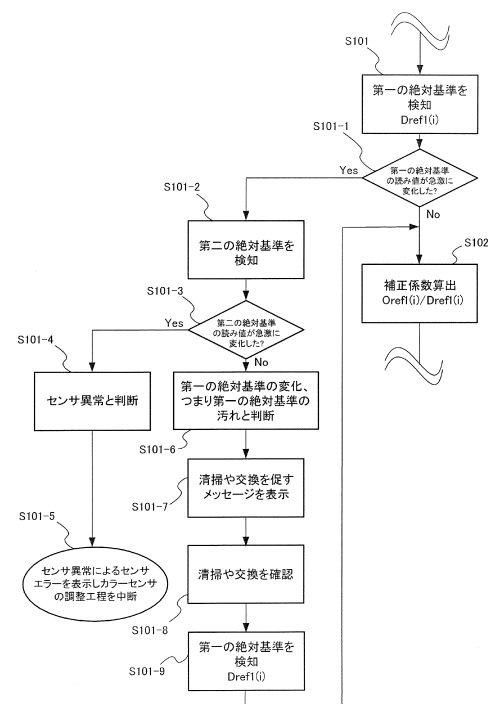 S101
第一の絶対基準を
検知
Dref1(i)
S101-1
第一の絶対基準
の読み値が急激に
変化した?
Yes
No
S101-2
第二の絶対基準を
検知
S102
補正係数算出
Oref1(i)/Dref1(i)
S101-3
第二の絶対基準
の読み値が急激に
変化した?
Yes
No
S101-4
センサ異常と判断
第一の絶対基準の変化、
つまり第一の絶対基準の
汚れと判断
S101-6
清掃や交換を促す
メッセージを表示
S101-7
S101-5
センサ異常によるセンサ
エラーを表示しカラーセンサ
の調整工程を中断
清掃や交換を確認
S101-8
第一の絶対基準を
検知
Dref1(i)
S101-9